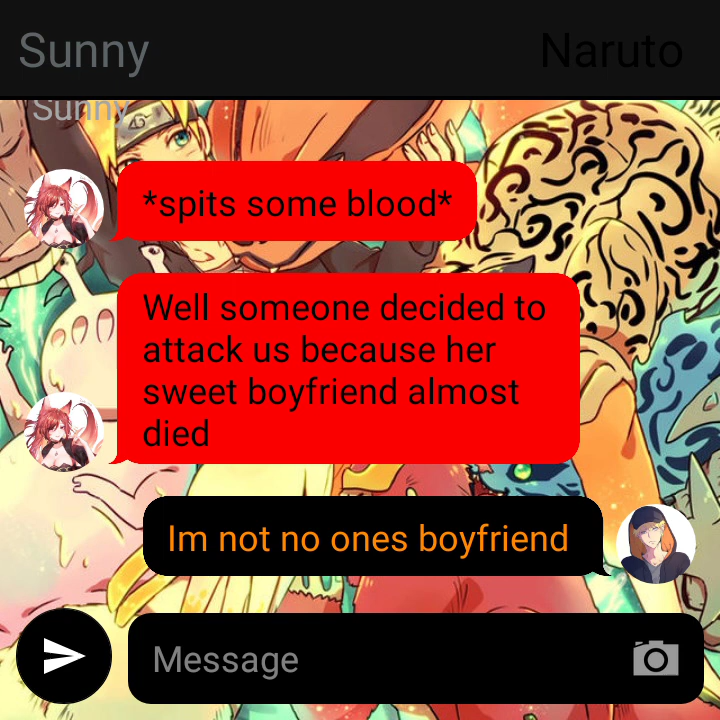 Sunny Naruto
Sunny
*spits some blood*
Well someone decided to
attack us because her
sweet boyfriend almost
died
Im not no ones boyfriend
Message